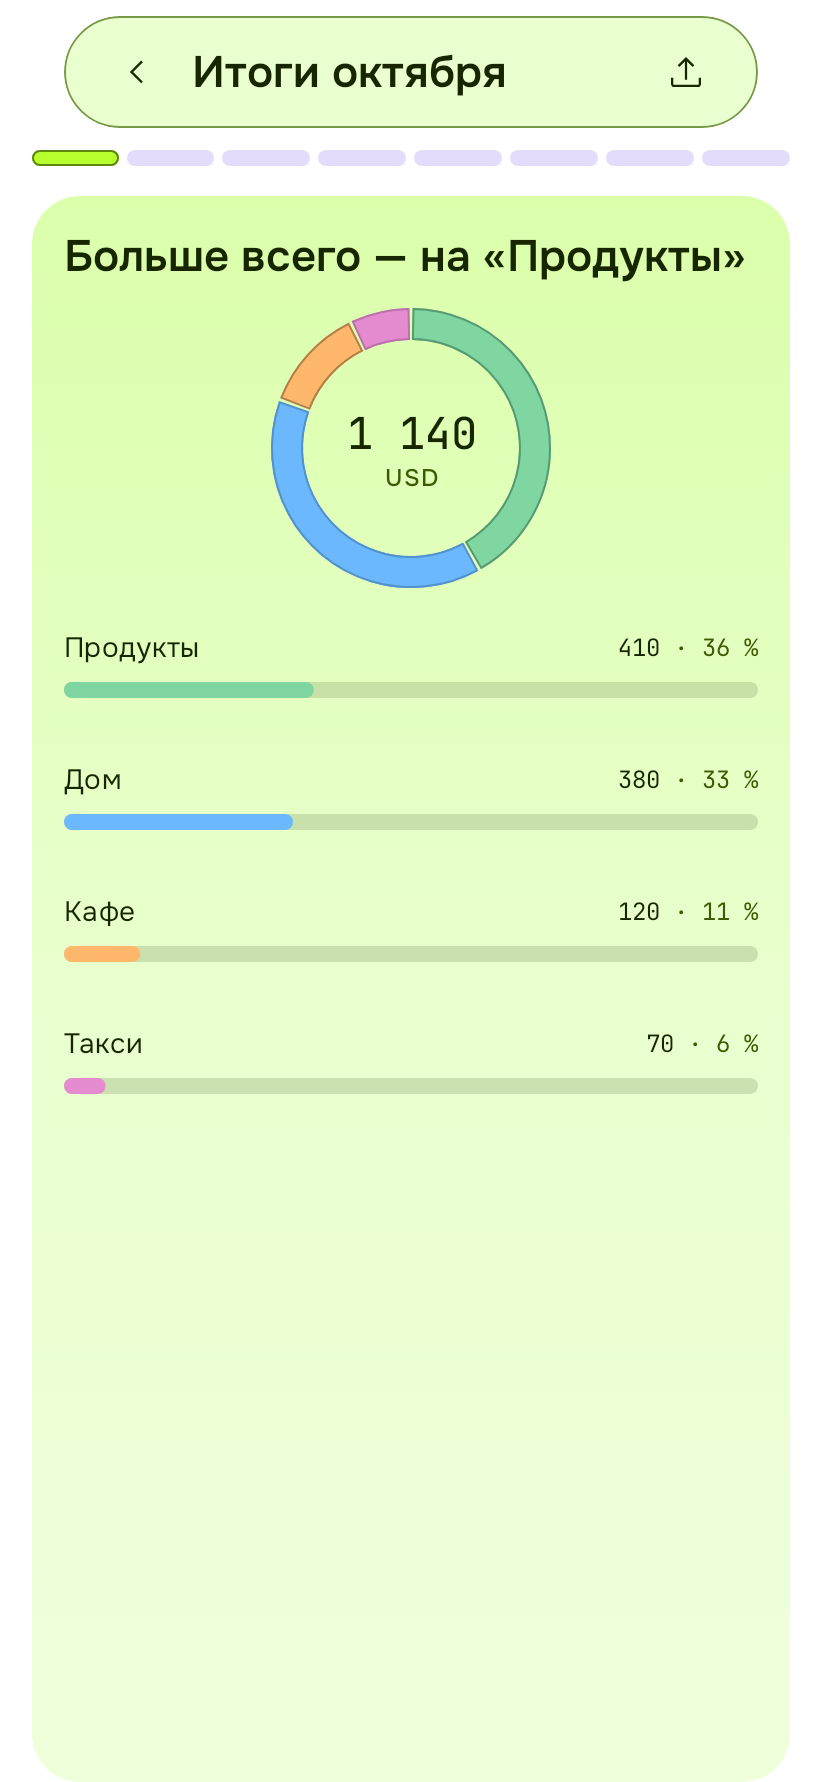 Итоги октября
Больше всего — на «Продукты»
1 140
USD
Продукты 410 · 36 %
Дом 380 · 33 %
Кафе 120 · 11 %
Такси 70 · 6 %